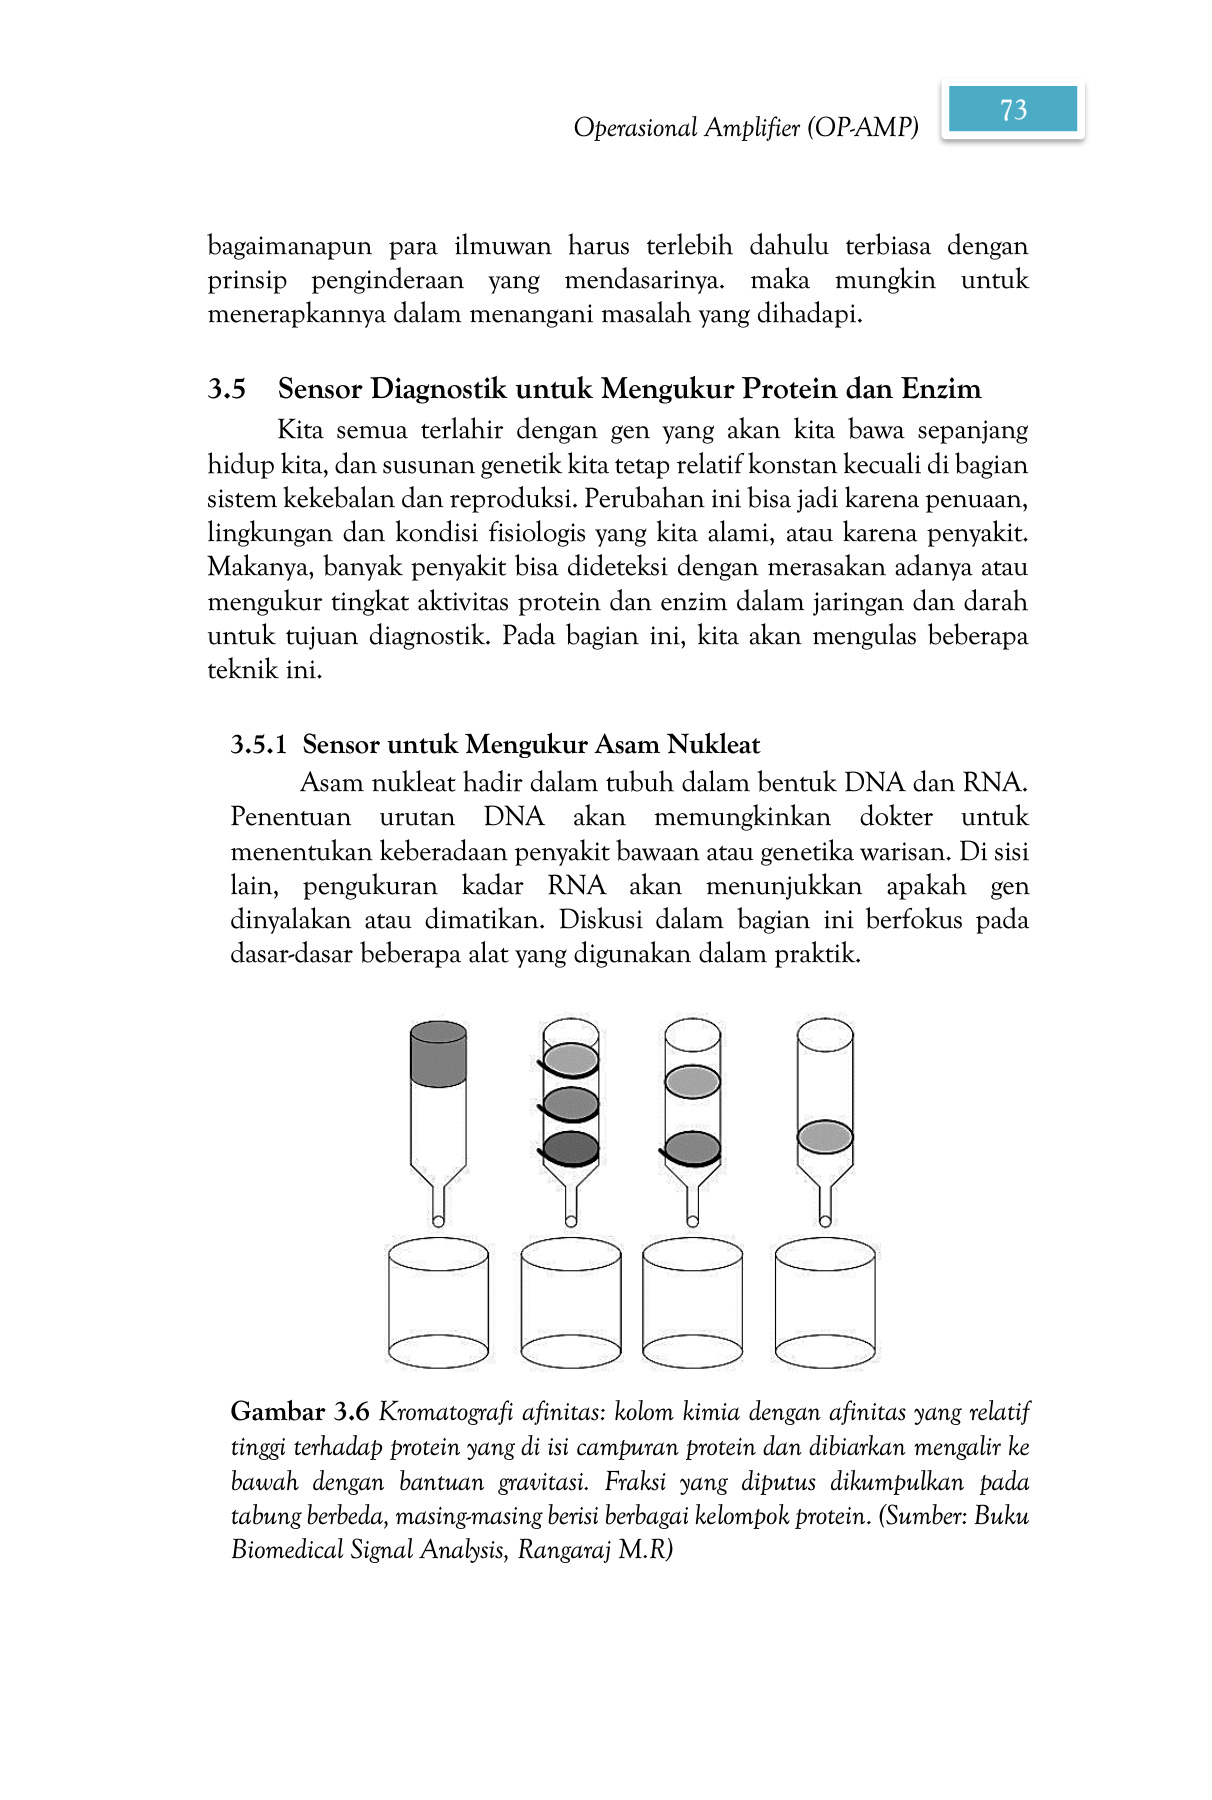 Operasional Amplifier (OP-AMP)
73
bagaimanapun para ilmuwan harus terlebih dahulu terbiasa dengan
prinsip penginderaan yang mendasarinya. maka mungkin untuk
menerapkannya dalam menangani masalah yang dihadapi.
3.5 Sensor Diagnostik untuk Mengukur Protein dan Enzim
Kita semua terlahir dengan gen yang akan kita bawa sepanjang
hidup kita, dan susunan genetik kita tetap relatif konstan kecuali di bagian
sistem kekebalan dan reproduksi. Perubahan ini bisa jadi karena penuaan,
lingkungan dan kondisi fisiologis yang kita alami, atau karena penyakit.
Makanya, banyak penyakit bisa dideteksi dengan merasakan adanya atau
mengukur tingkat aktivitas protein dan enzim dalam jaringan dan darah
untuk tujuan diagnostik. Pada bagian ini, kita akan mengulas beberapa
teknik ini.
3.5.1 Sensor untuk Mengukur Asam Nukleat
Asam nukleat hadir dalam tubuh dalam bentuk DNA dan RNA.
Penentuan urutan DNA akan memungkinkan dokter untuk
menentukan keberadaan penyakit bawaan atau genetika warisan. Di sisi
lain, pengukuran kadar RNA akan menunjukkan apakah gen
dinyalakan atau dimatikan. Diskusi dalam bagian ini berfokus pada
dasar-dasar beberapa alat yang digunakan dalam praktik.
Gambar 3.6 Kromatografi afinitas: kolom kimia dengan afinitas yang relatif
tinggi terhadap protein yang di isi campuran protein dan dibiarkan mengalir ke
bawah dengan bantuan gravitasi. Fraksi yang diputus dikumpulkan pada
tabung berbeda, masing-masing berisi berbagai kelompok protein. (Sumber: Buku
Biomedical Signal Analysis, Rangaraj M.R)